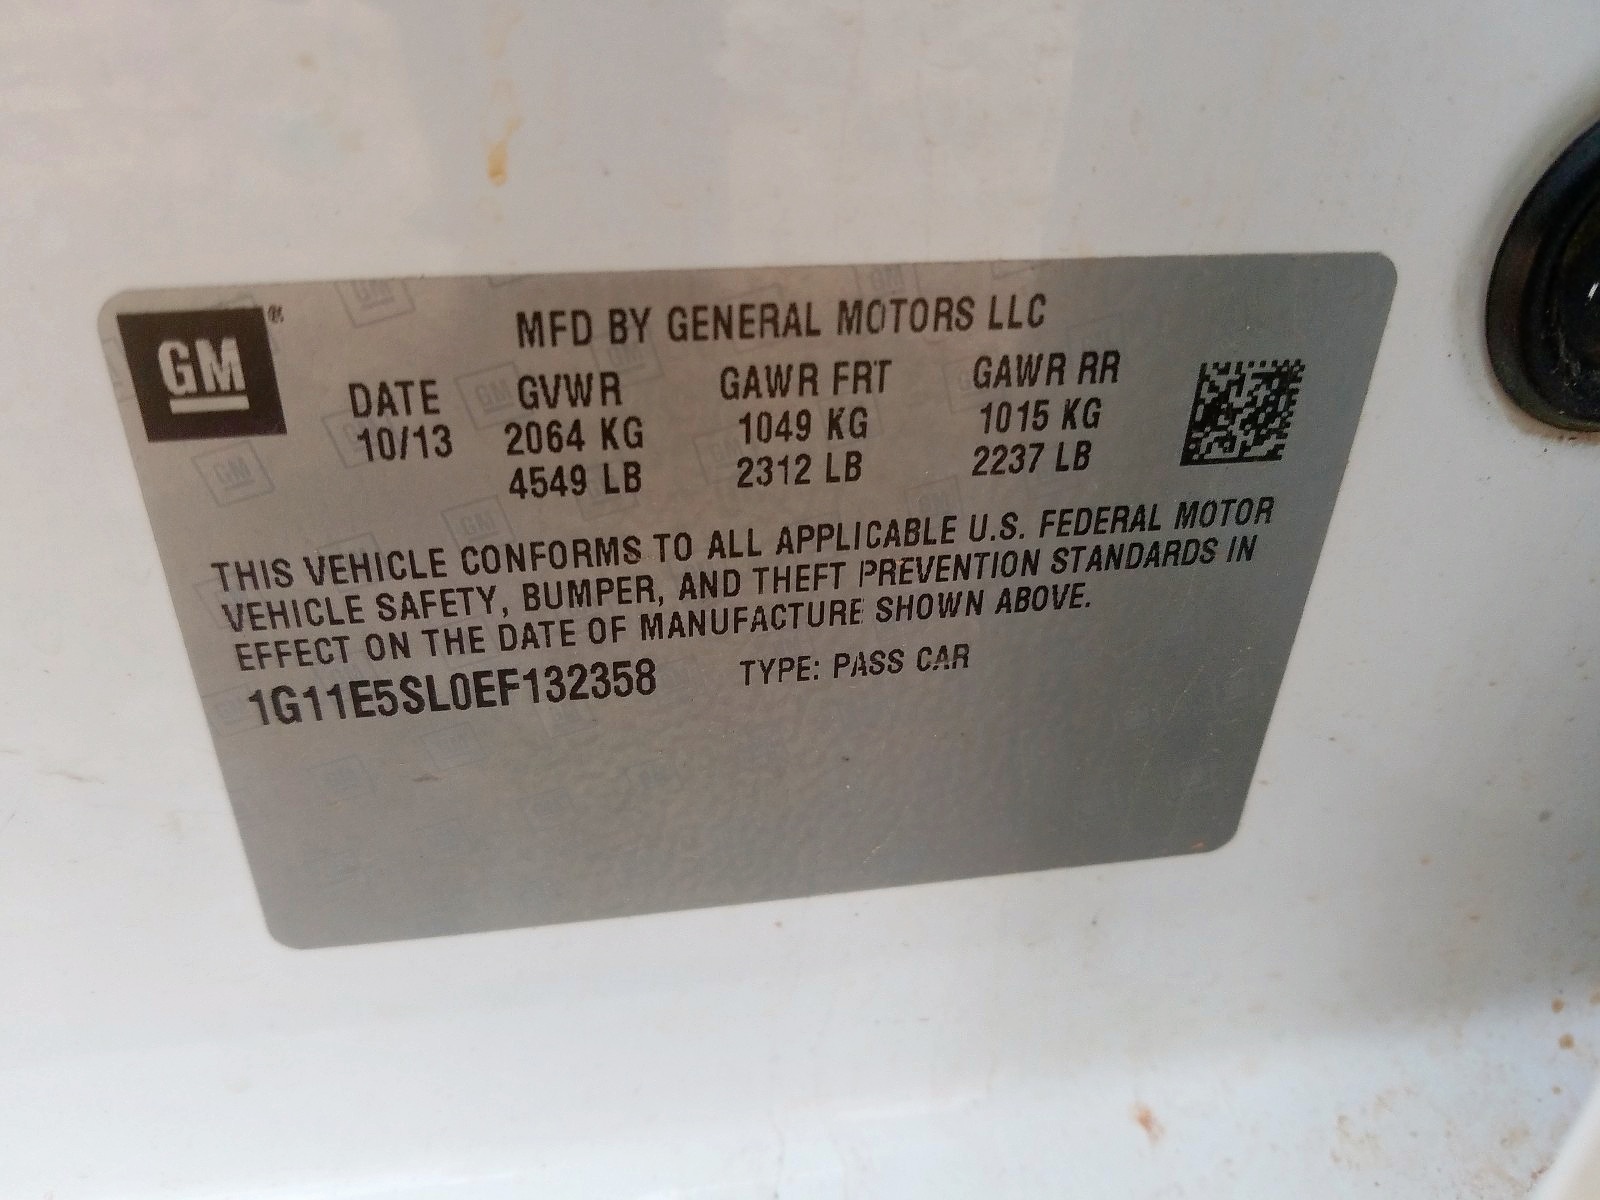 GM®
MFD BY GENERAL MOTORS LLC
DATE GVWR GAWR FRT GAWR RR
10/13 2064 KG 1049 KG 1015 KG
4549 LB 2312 LB 2237 LB
THIS VEHICLE CONFORMS TO ALL APPLICABLE U.S. FEDERAL MOTOR
VEHICLE SAFETY, BUMPER, AND THEFT PREVENTION STANDARDS IN
EFFECT ON THE DATE OF MANUFACTURE SHOWN ABOVE.
1G11E5SL0EF132358 TYPE: PASS CAR